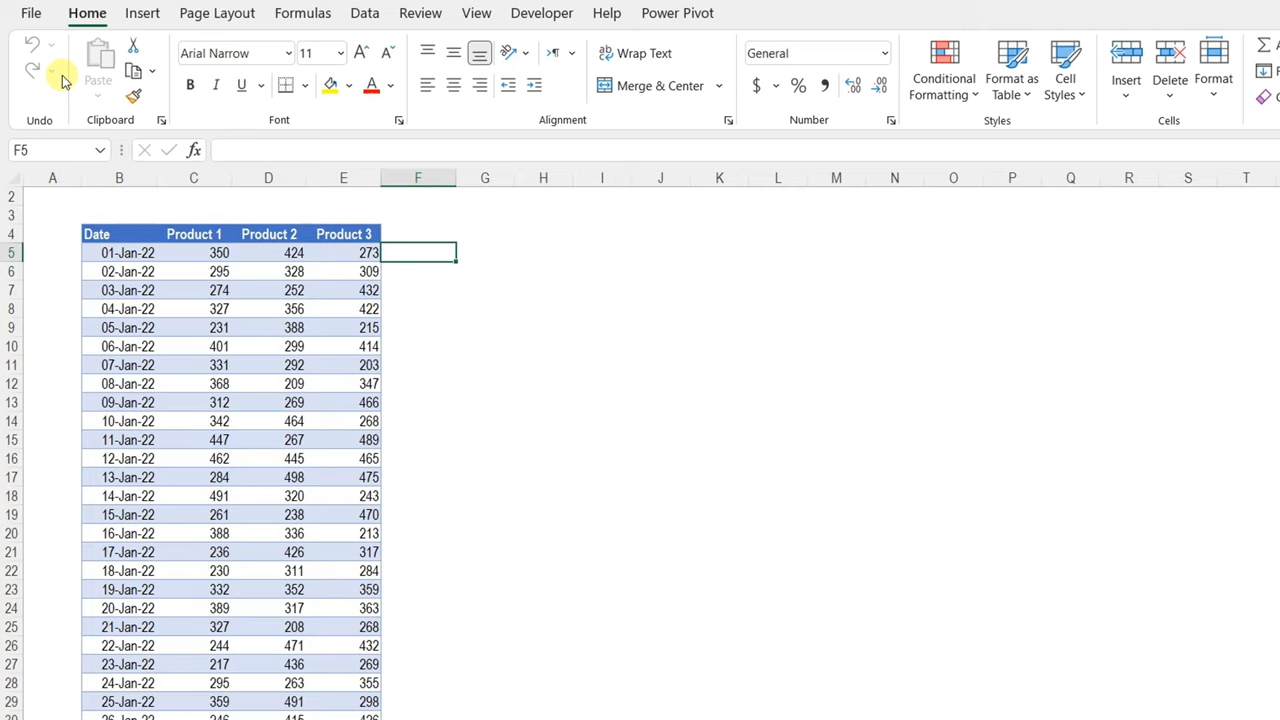 File Home Insert Page Layout Formulas Data Review View Developer Help Power Pivot
Arial Narrow 11 Wrap Text General
Paste B I U Merge & Center $ % Conditional Formatting Format as Table Cell Styles Insert Delete Format
Undo Clipboard Font Alignment Number Styles Cells
F5 fx
A B C D E F G H I J K L M N O P Q R S T
2
3
4 Date Product 1 Product 2 Product 3
5 01-Jan-22 350 424 273
6 02-Jan-22 295 328 309
7 03-Jan-22 274 252 432
8 04-Jan-22 327 356 422
9 05-Jan-22 231 388 215
10 06-Jan-22 401 299 414
11 07-Jan-22 331 292 203
12 08-Jan-22 368 209 347
13 09-Jan-22 312 269 466
14 10-Jan-22 342 464 268
15 11-Jan-22 447 267 489
16 12-Jan-22 462 445 465
17 13-Jan-22 284 498 475
18 14-Jan-22 491 320 243
19 15-Jan-22 261 238 470
20 16-Jan-22 388 336 213
21 17-Jan-22 236 426 317
22 18-Jan-22 230 311 284
23 19-Jan-22 332 352 359
24 20-Jan-22 389 317 363
25 21-Jan-22 327 208 268
26 22-Jan-22 244 471 432
27 23-Jan-22 217 436 269
28 24-Jan-22 295 263 355
29 25-Jan-22 359 491 298